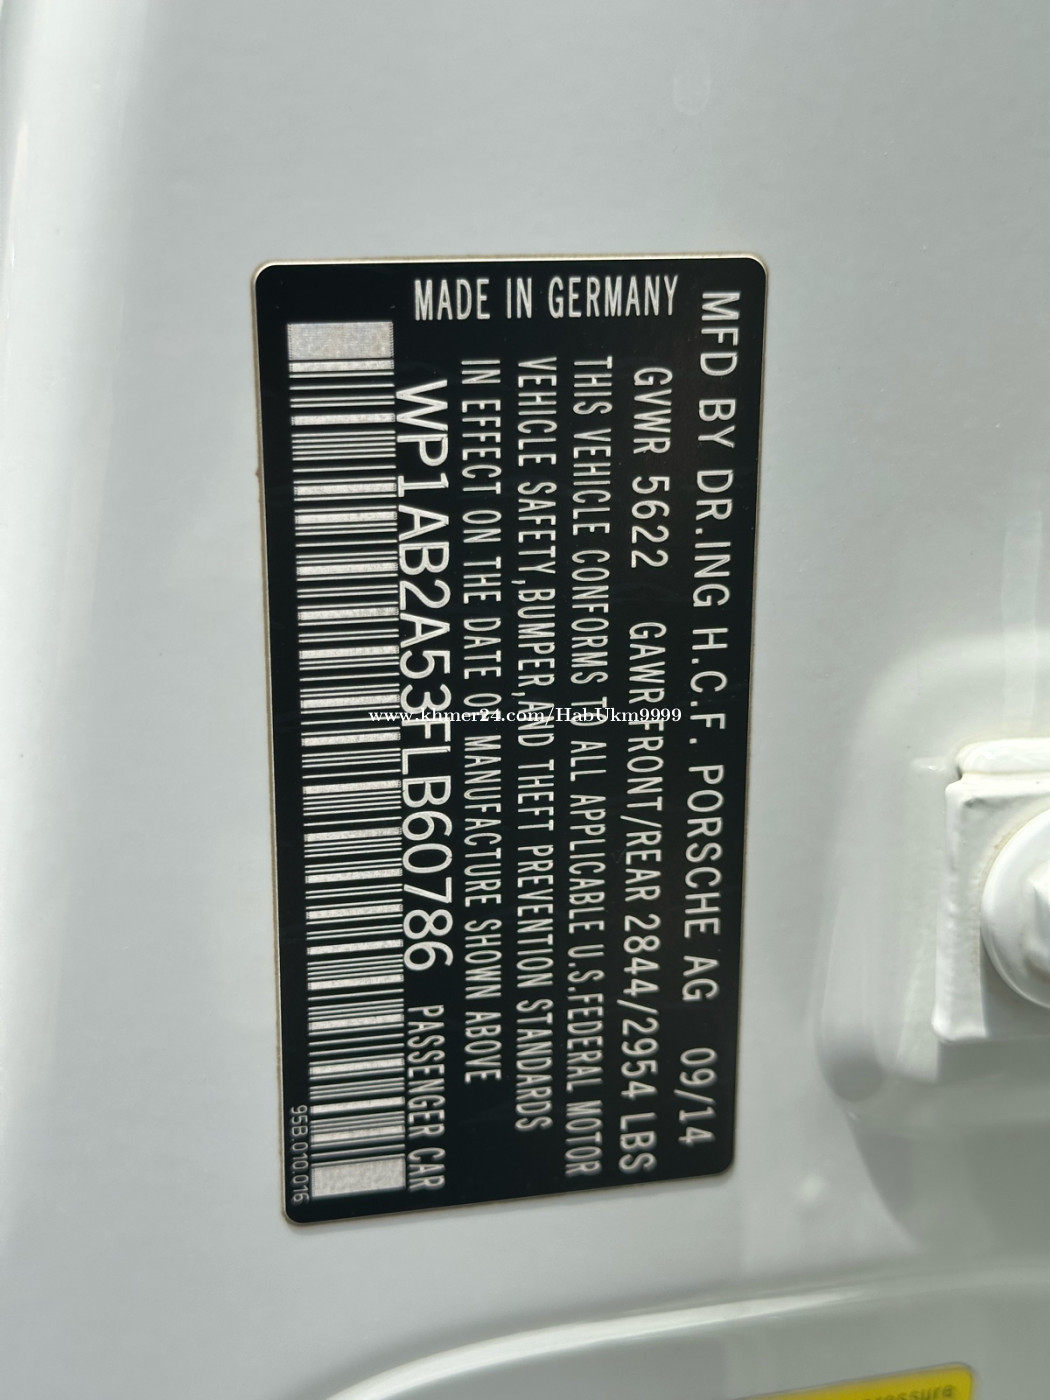 MFD BY DR.ING H.C.F. PORSCHE AG 09/14
GVWR 5622 GAWR FRONT/REAR 2844/2954 LBS
THIS VEHICLE CONFORMS TO ALL APPLICABLE U.S.FEDERAL MOTOR
VEHICLE SAFETY,BUMPER,AND THEFT PREVENTION STANDARDS
IN EFFECT ON THE DATE OF MANUFACTURE SHOWN ABOVE
WP1AB2A53FLB60786 PASSENGER CAR
95B.010.016
MADE IN GERMANY
www.khmer24.com/HabUkm9999
pressure